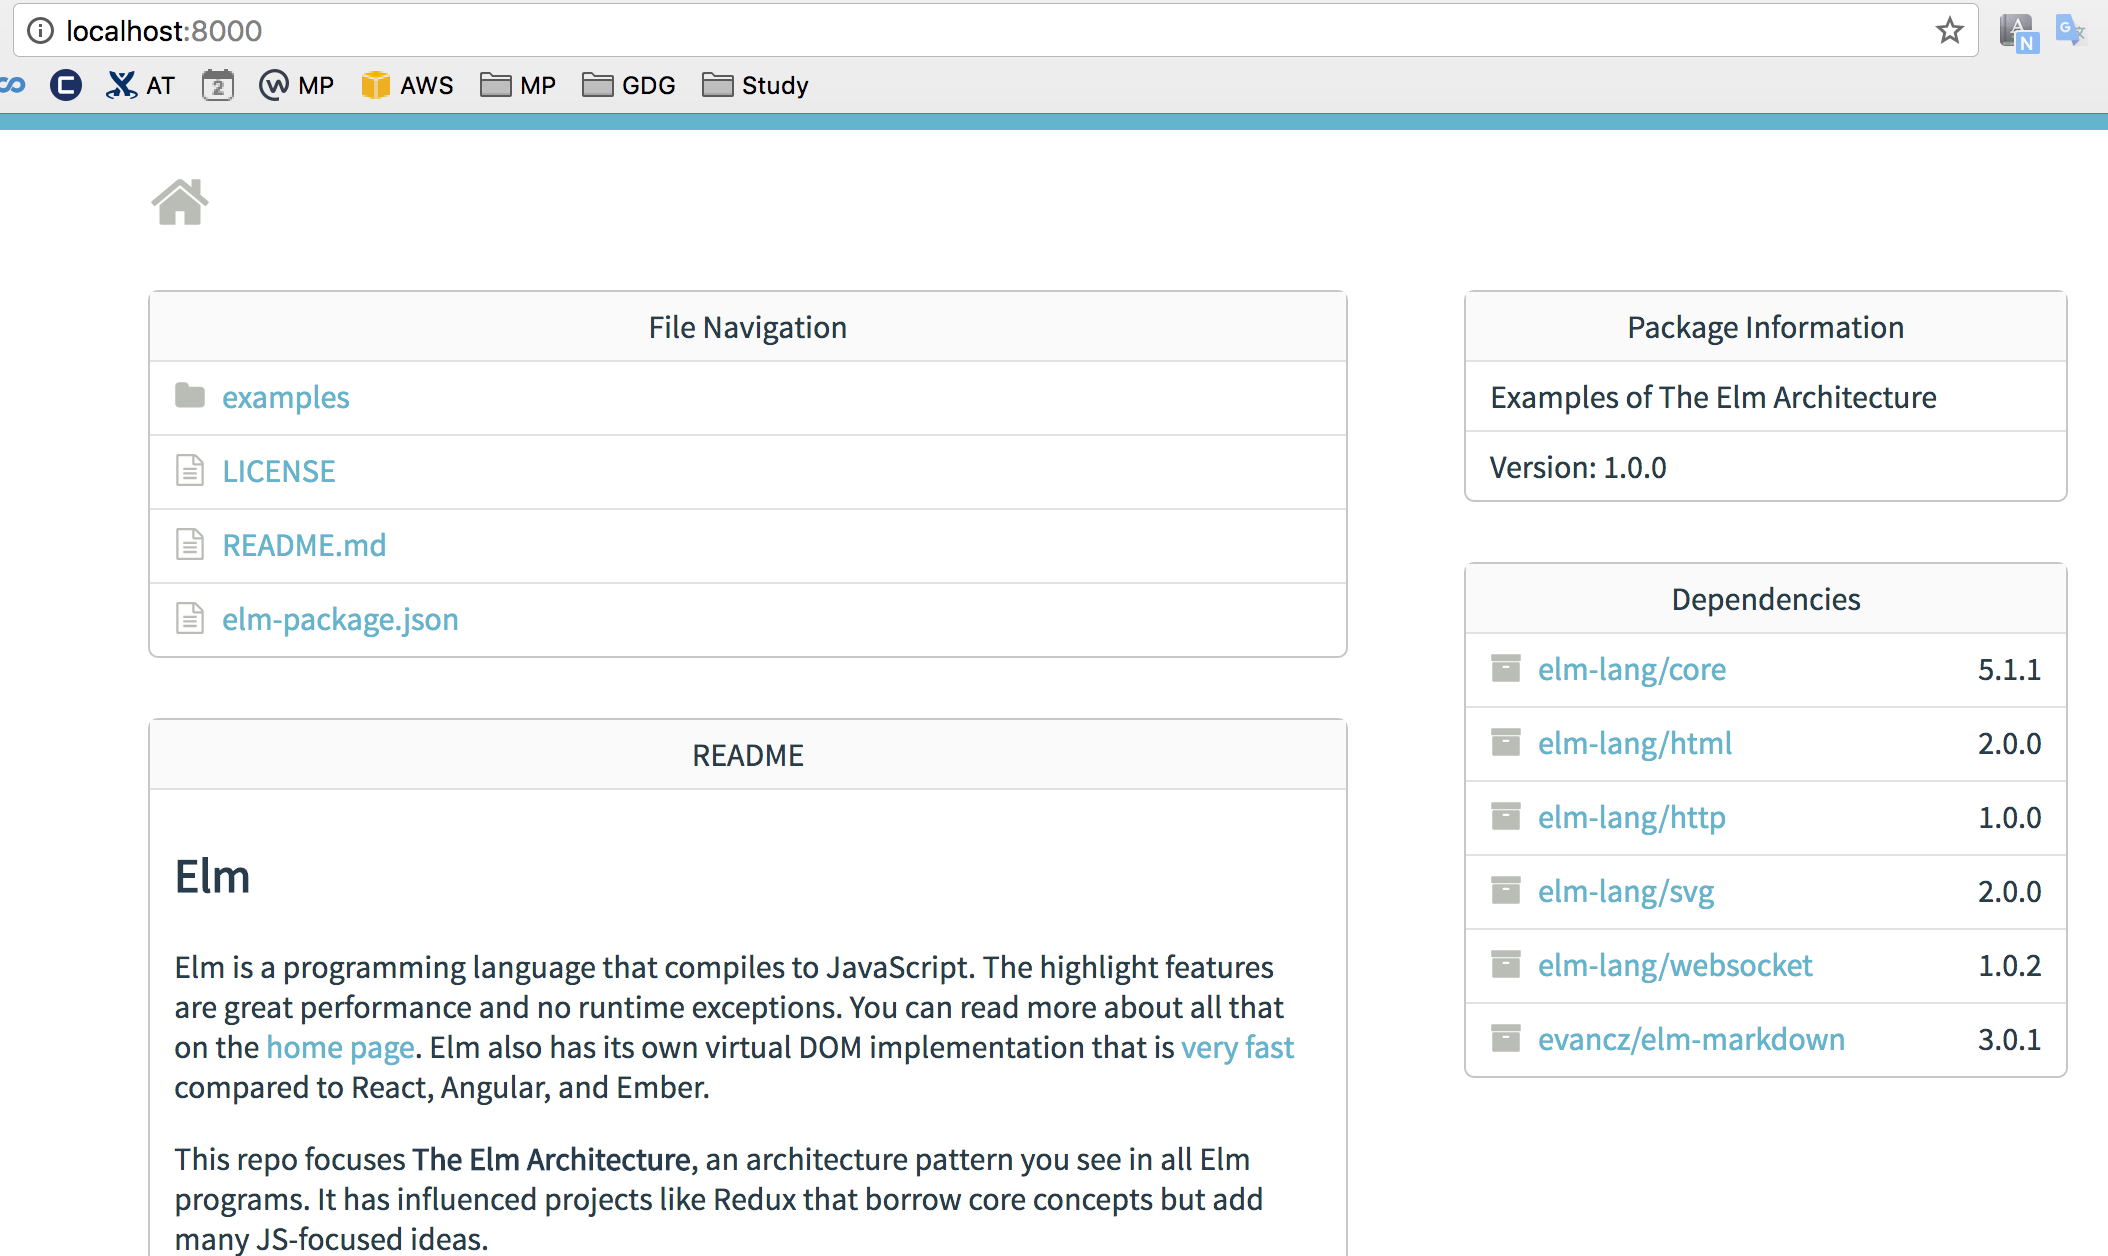 localhost:8000
AT
2
MP
AWS
MP
GDG
Study
File Navigation
examples
LICENSE
README.md
elm-package.json
README
Elm
Elm is a programming language that compiles to JavaScript. The highlight features
are great performance and no runtime exceptions. You can read more about all that
on the home page. Elm also has its own virtual DOM implementation that is very fast
compared to React, Angular, and Ember.
This repo focuses The Elm Architecture, an architecture pattern you see in all Elm
programs. It has influenced projects like Redux that borrow core concepts but add
many JS-focused ideas.
Package Information
Examples of The Elm Architecture
Version: 1.0.0
Dependencies
elm-lang/core 5.1.1
elm-lang/html 2.0.0
elm-lang/http 1.0.0
elm-lang/svg 2.0.0
elm-lang/websocket 1.0.2
evancz/elm-markdown 3.0.1